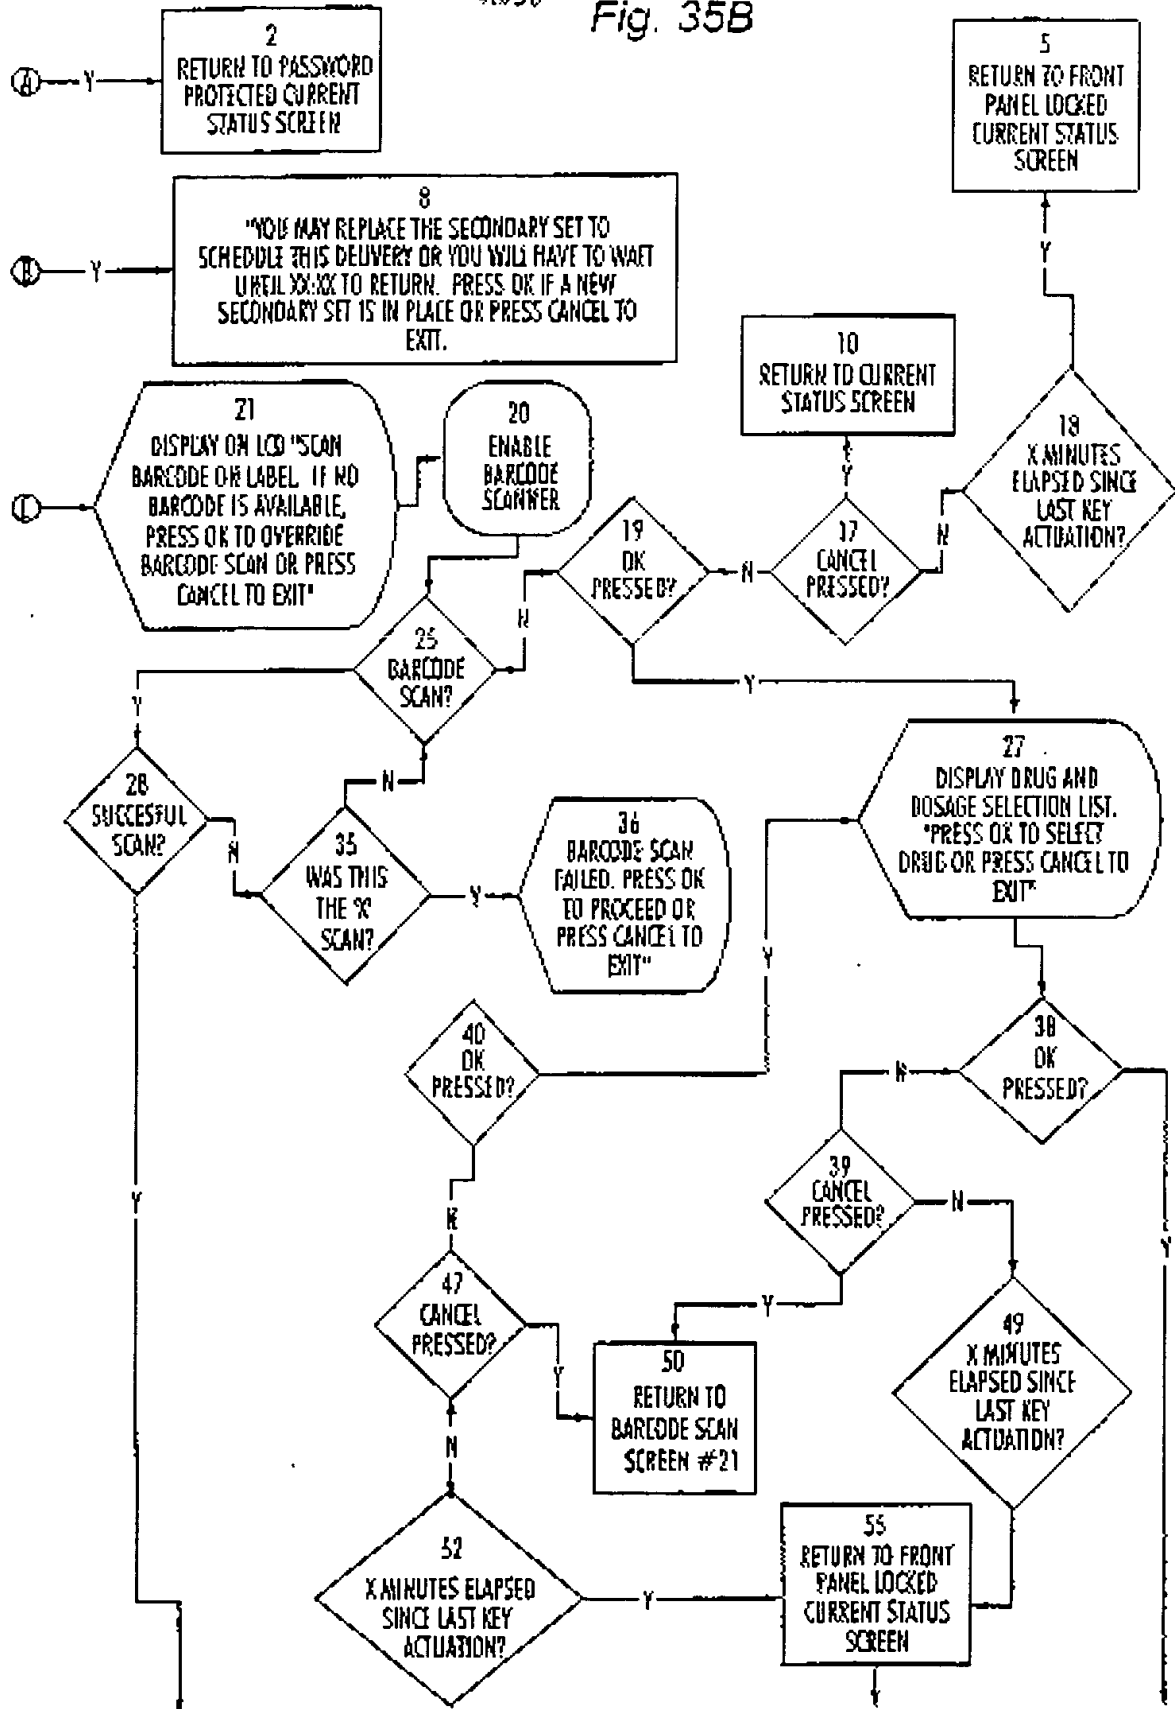 Fig. 35B
2
RETURN TO PASSWORD
PROTECTED CURRENT
STATUS SCREEN
A
Y
5
RETURN TO FRONT
PANEL LOCKED
CURRENT STATUS
SCREEN
Y
8
"YOU MAY REPLACE THE SECONDARY SET TO
SCHEDULE THIS DELIVERY OR YOU WILL HAVE TO WAIT
UNTIL XX:XX TO RETURN. PRESS OK IF A NEW
SECONDARY SET IS IN PLACE OR PRESS CANCEL TO
EXIT.
B
Y
10
RETURN TO CURRENT
STATUS SCREEN
Y
21
DISPLAY ON LCD "SCAN
BARCODE ON LABEL. IF NO
BARCODE IS AVAILABLE,
PRESS OK TO OVERRIDE
BARCODE SCAN OR PRESS
CANCEL TO EXIT"
C
20
ENABLE
BARCODE
SCANNER
18
X MINUTES
ELAPSED SINCE
LAST KEY
ACTUATION?
19
OK
PRESSED?
N
17
CANCEL
PRESSED?
N
N
25
BARCODE
SCAN?
Y
Y
27
DISPLAY DRUG AND
DOSAGE SELECTION LIST.
"PRESS OK TO SELECT
DRUG OR PRESS CANCEL TO
EXIT"
28
SUCCESFUL
SCAN?
N
N
35
WAS THIS
THE 'X'
SCAN?
Y
36
BARCODE SCAN
FAILED. PRESS OK
TO PROCEED OR
PRESS CANCEL TO
EXIT"
Y
40
OK
PRESSED?
38
OK
PRESSED?
N
39
CANCEL
PRESSED?
N
Y
Y
N
47
CANCEL
PRESSED?
Y
Y
50
RETURN TO
BARCODE SCAN
SCREEN #21
49
X MINUTES
ELAPSED SINCE
LAST KEY
ACTUATION?
N
52
X MINUTES ELAPSED
SINCE LAST KEY
ACTUATION?
Y
55
RETURN TO FRONT
PANEL LOCKED
CURRENT STATUS
SCREEN
Y